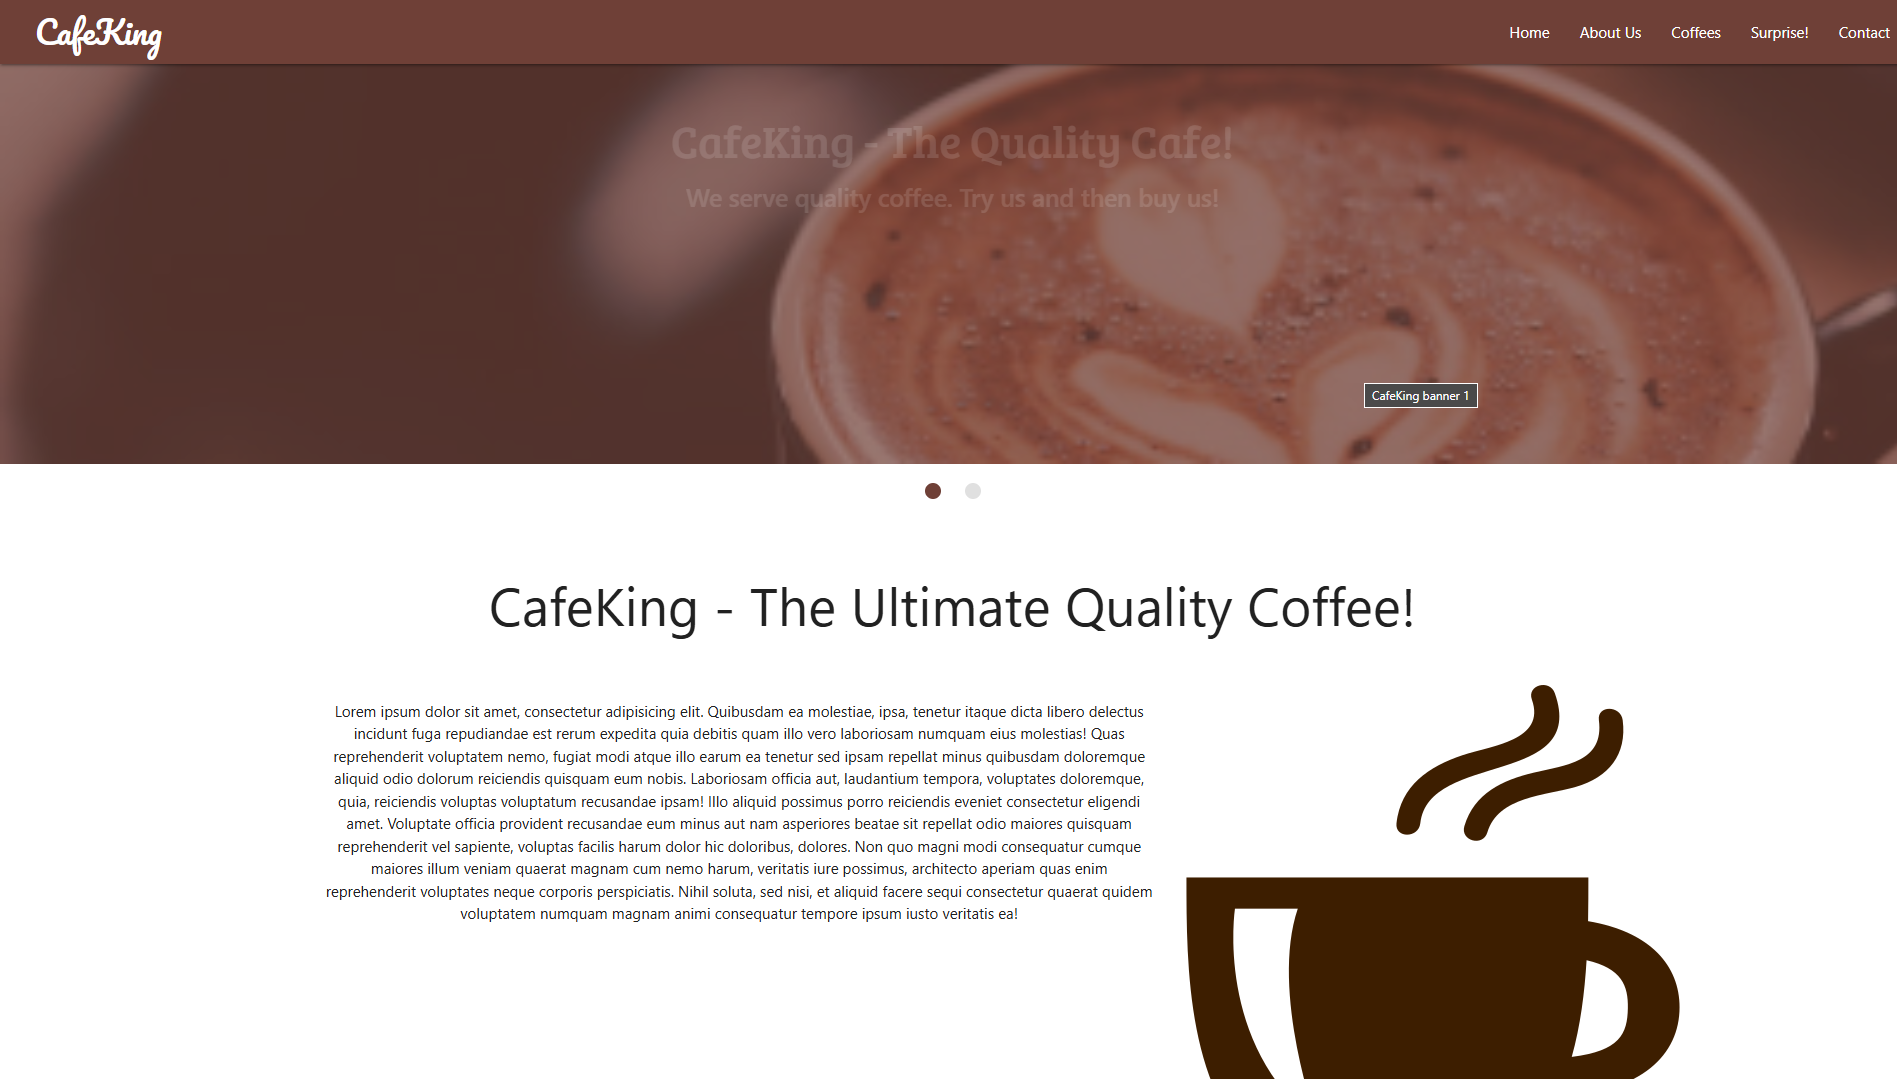 CafeKing
Home About Us Coffees Surprise! Contact
CafeKing - The Quality Cafe!
We serve quality coffee. Try us and then buy us!
CafeKing banner 1
CafeKing - The Ultimate Quality Coffee!
Lorem ipsum dolor sit amet, consectetur adipisicing elit. Quibusdam ea molestiae, ipsa, tenetur itaque dicta libero delectus
incidunt fuga repudiandae est rerum expedita quia debitis quam illo vero laboriosam numquam eius molestias! Quas
reprehenderit voluptatem nemo, fugiat modi atque illo earum ea tenetur sed ipsam repellat minus quibusdam doloremque
aliquid odio dolorum reiciendis quisquam eum nobis. Laboriosam officia aut, laudantium tempora, voluptates doloremque,
quia, reiciendis voluptas voluptatum recusandae ipsam! Illo aliquid possimus porro reiciendis eveniet consectetur eligendi
amet. Voluptate officia provident recusandae eum minus aut nam asperiores beatae sit repellat odio maiores quisquam
reprehenderit vel sapiente, voluptas facilis harum dolor hic doloribus, dolores. Non quo magni modi consequatur cumque
maiores illum veniam quaerat magnam cum nemo harum, veritatis iure possimus, architecto aperiam quas enim
reprehenderit voluptates neque corporis perspiciatis. Nihil soluta, sed nisi, et aliquid facere sequi consectetur quaerat quidem
voluptatem numquam magnam animi consequatur tempore ipsum iusto veritatis ea!